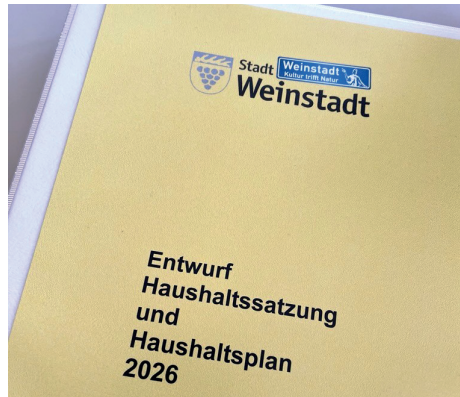 Stadt
Weinstadt
Kultur trifft Natur
Weinstadt
Entwurf
Haushaltssatzung
und
Haushaltsplan
2026